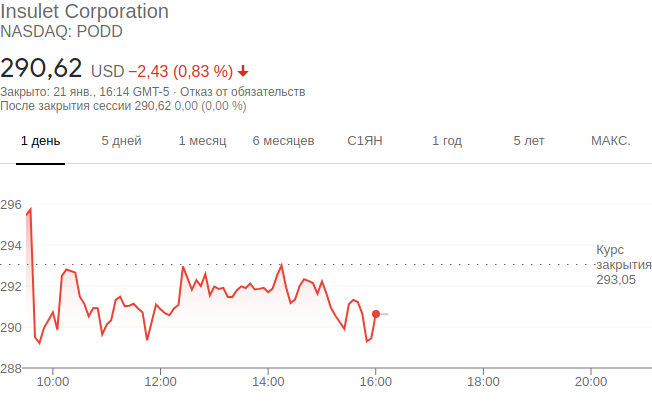 Insulet Corporation
NASDAQ: PODD
290,62 USD −2,43 (0,83 %)
Закрыто: 21 янв., 16:14 GMT-5 · Отказ от обязательств
После закрытия сессии 290,62 0,00 (0,00 %)
1 день 5 дней 1 месяц 6 месяцев С1ЯН 1 год 5 лет МАКС.
296
294
292
290
288
Курс
закрытия
293,05
10:00 12:00 14:00 16:00 18:00 20:00